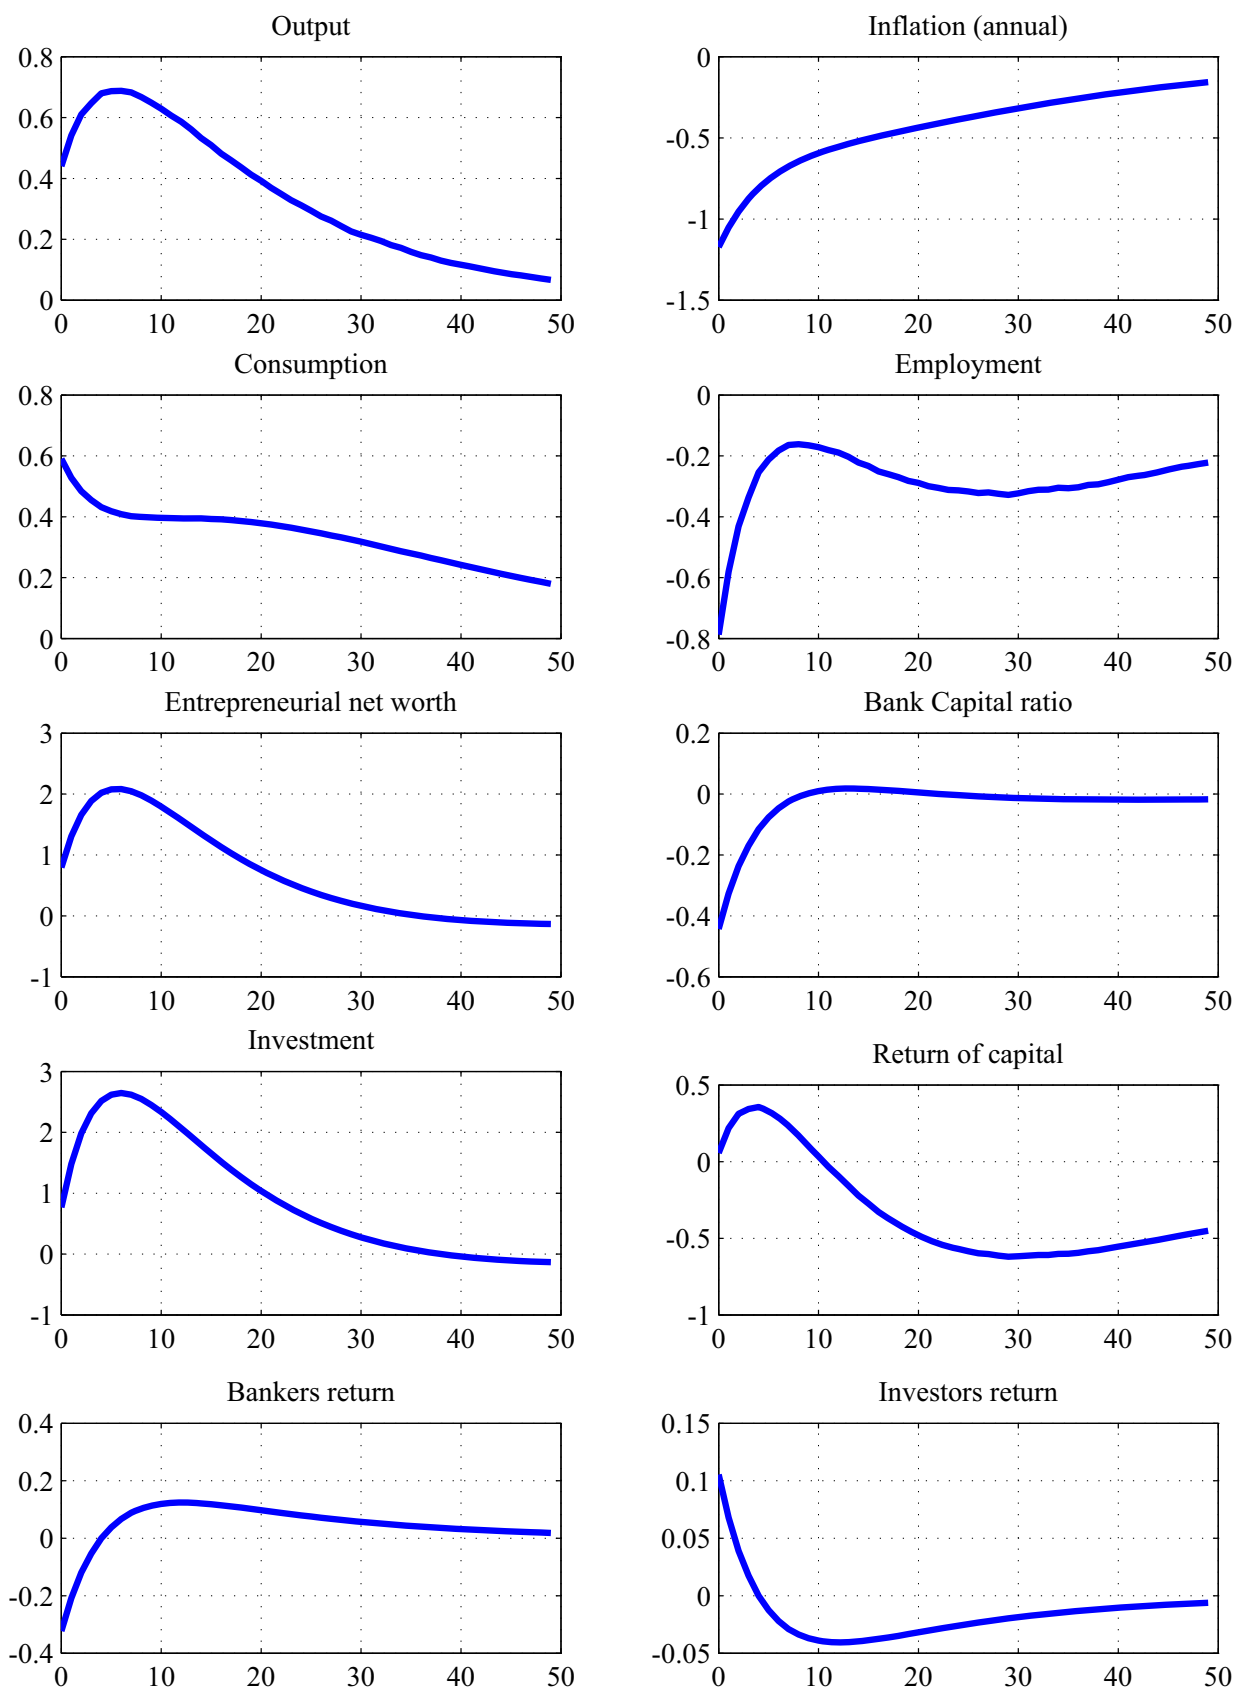 Output
0.8
0.6
0.4
0.2
0
0 10 20 30 40 50
Inflation (annual)
0
-0.5
-1
-1.5
0 10 20 30 40 50
Consumption
0.8
0.6
0.4
0.2
0
0 10 20 30 40 50
Employment
0
-0.2
-0.4
-0.6
-0.8
0 10 20 30 40 50
Entrepreneurial net worth
3
2
1
0
-1
0 10 20 30 40 50
Bank Capital ratio
0.2
0
-0.2
-0.4
-0.6
0 10 20 30 40 50
Investment
3
2
1
0
-1
0 10 20 30 40 50
Return of capital
0.5
0
-0.5
-1
0 10 20 30 40 50
Bankers return
0.4
0.2
0
-0.2
-0.4
0 10 20 30 40 50
Investors return
0.15
0.1
0.05
0
-0.05
0 10 20 30 40 50